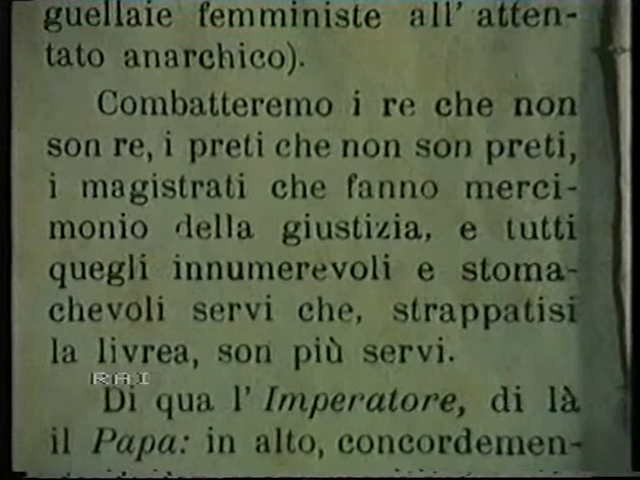 guellaie femministe all' atten-
tato anarchico).
Combatteremo i re che non
son re, i preti che non son preti,
i magistrati che fanno merci-
monio della giustizia, e tutti
quegli innumerevoli e stoma-
chevoli servi che, strappatisi
la livrea, son più servi.
RAI
Di qua l' Imperatore, di là
il Papa: in alto, concordemen-